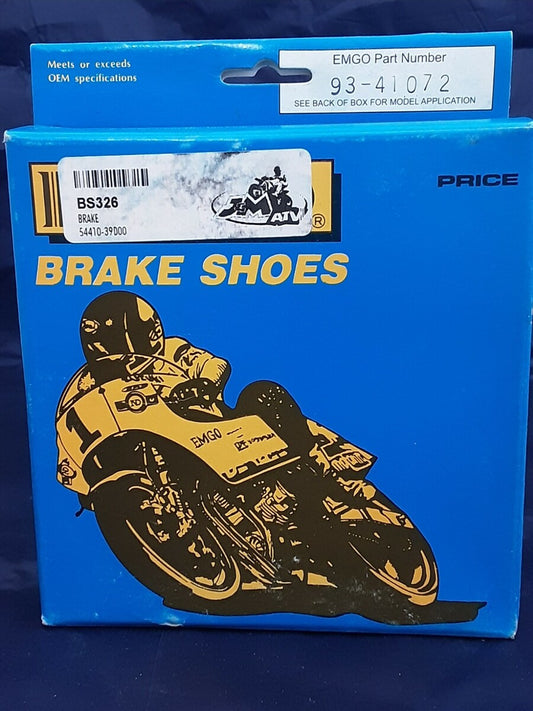 Meets or exceeds
OEM specifications
EMGO Part Number
93-41072
SEE BACK OF BOX FOR MODEL APPLICATION
BS326
BRAKE
54410-39D00
ATV
®
PRICE
BRAKE SHOES
1
EMGO